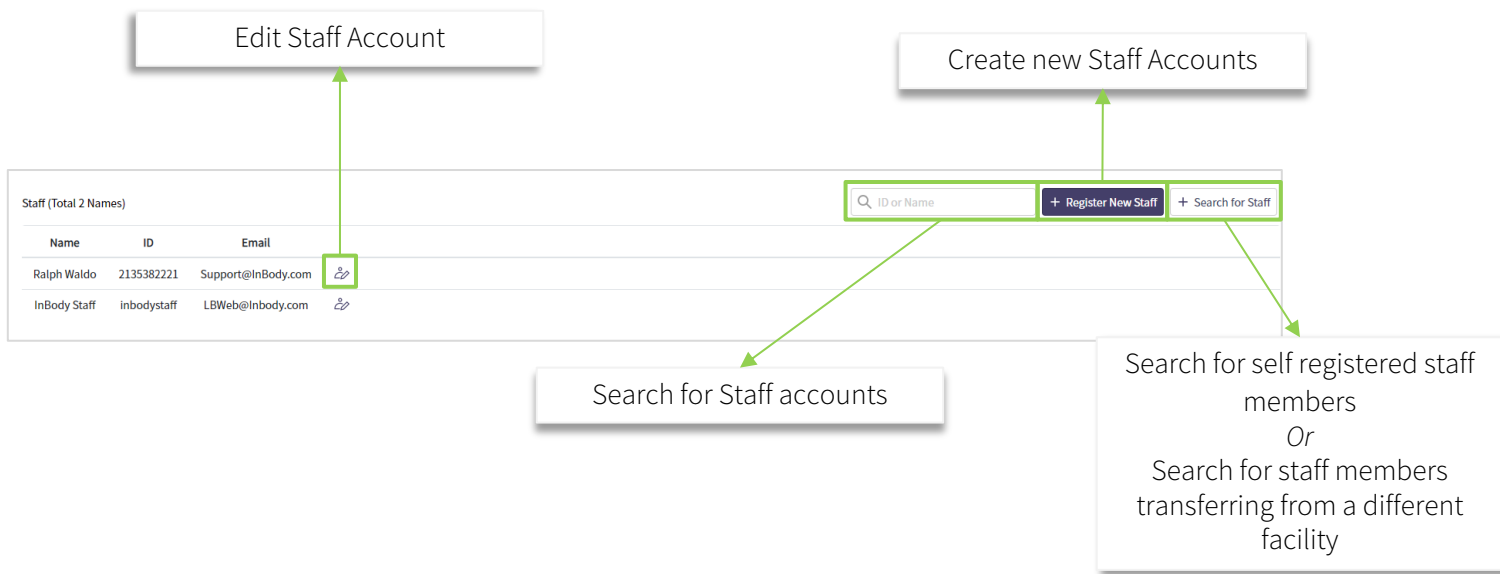 Edit Staff Account
Create new Staff Accounts
Staff (Total 2 Names)
ID or Name
+ Register New Staff
+ Search for Staff
Name ID Email
Ralph Waldo 2135382221 Support@InBody.com
InBody Staff inbodystaff LBWeb@Inbody.com
Search for Staff accounts
Search for self registered staff
members
Or
Search for staff members
transferring from a different
facility